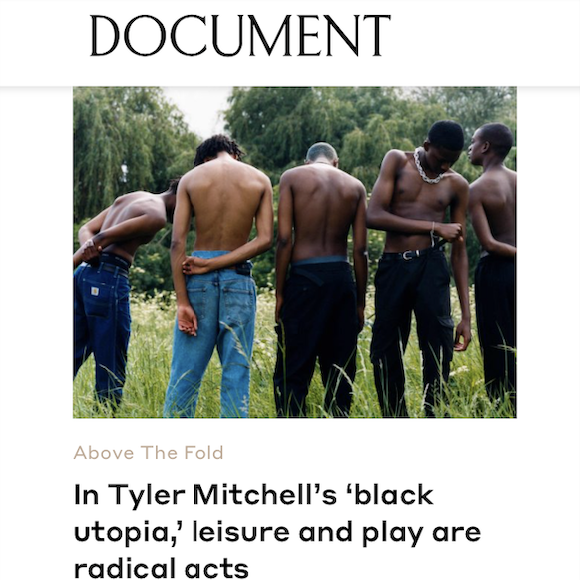 DOCUMENT
Above The Fold
In Tyler Mitchell’s ‘black
utopia,’ leisure and play are
radical acts